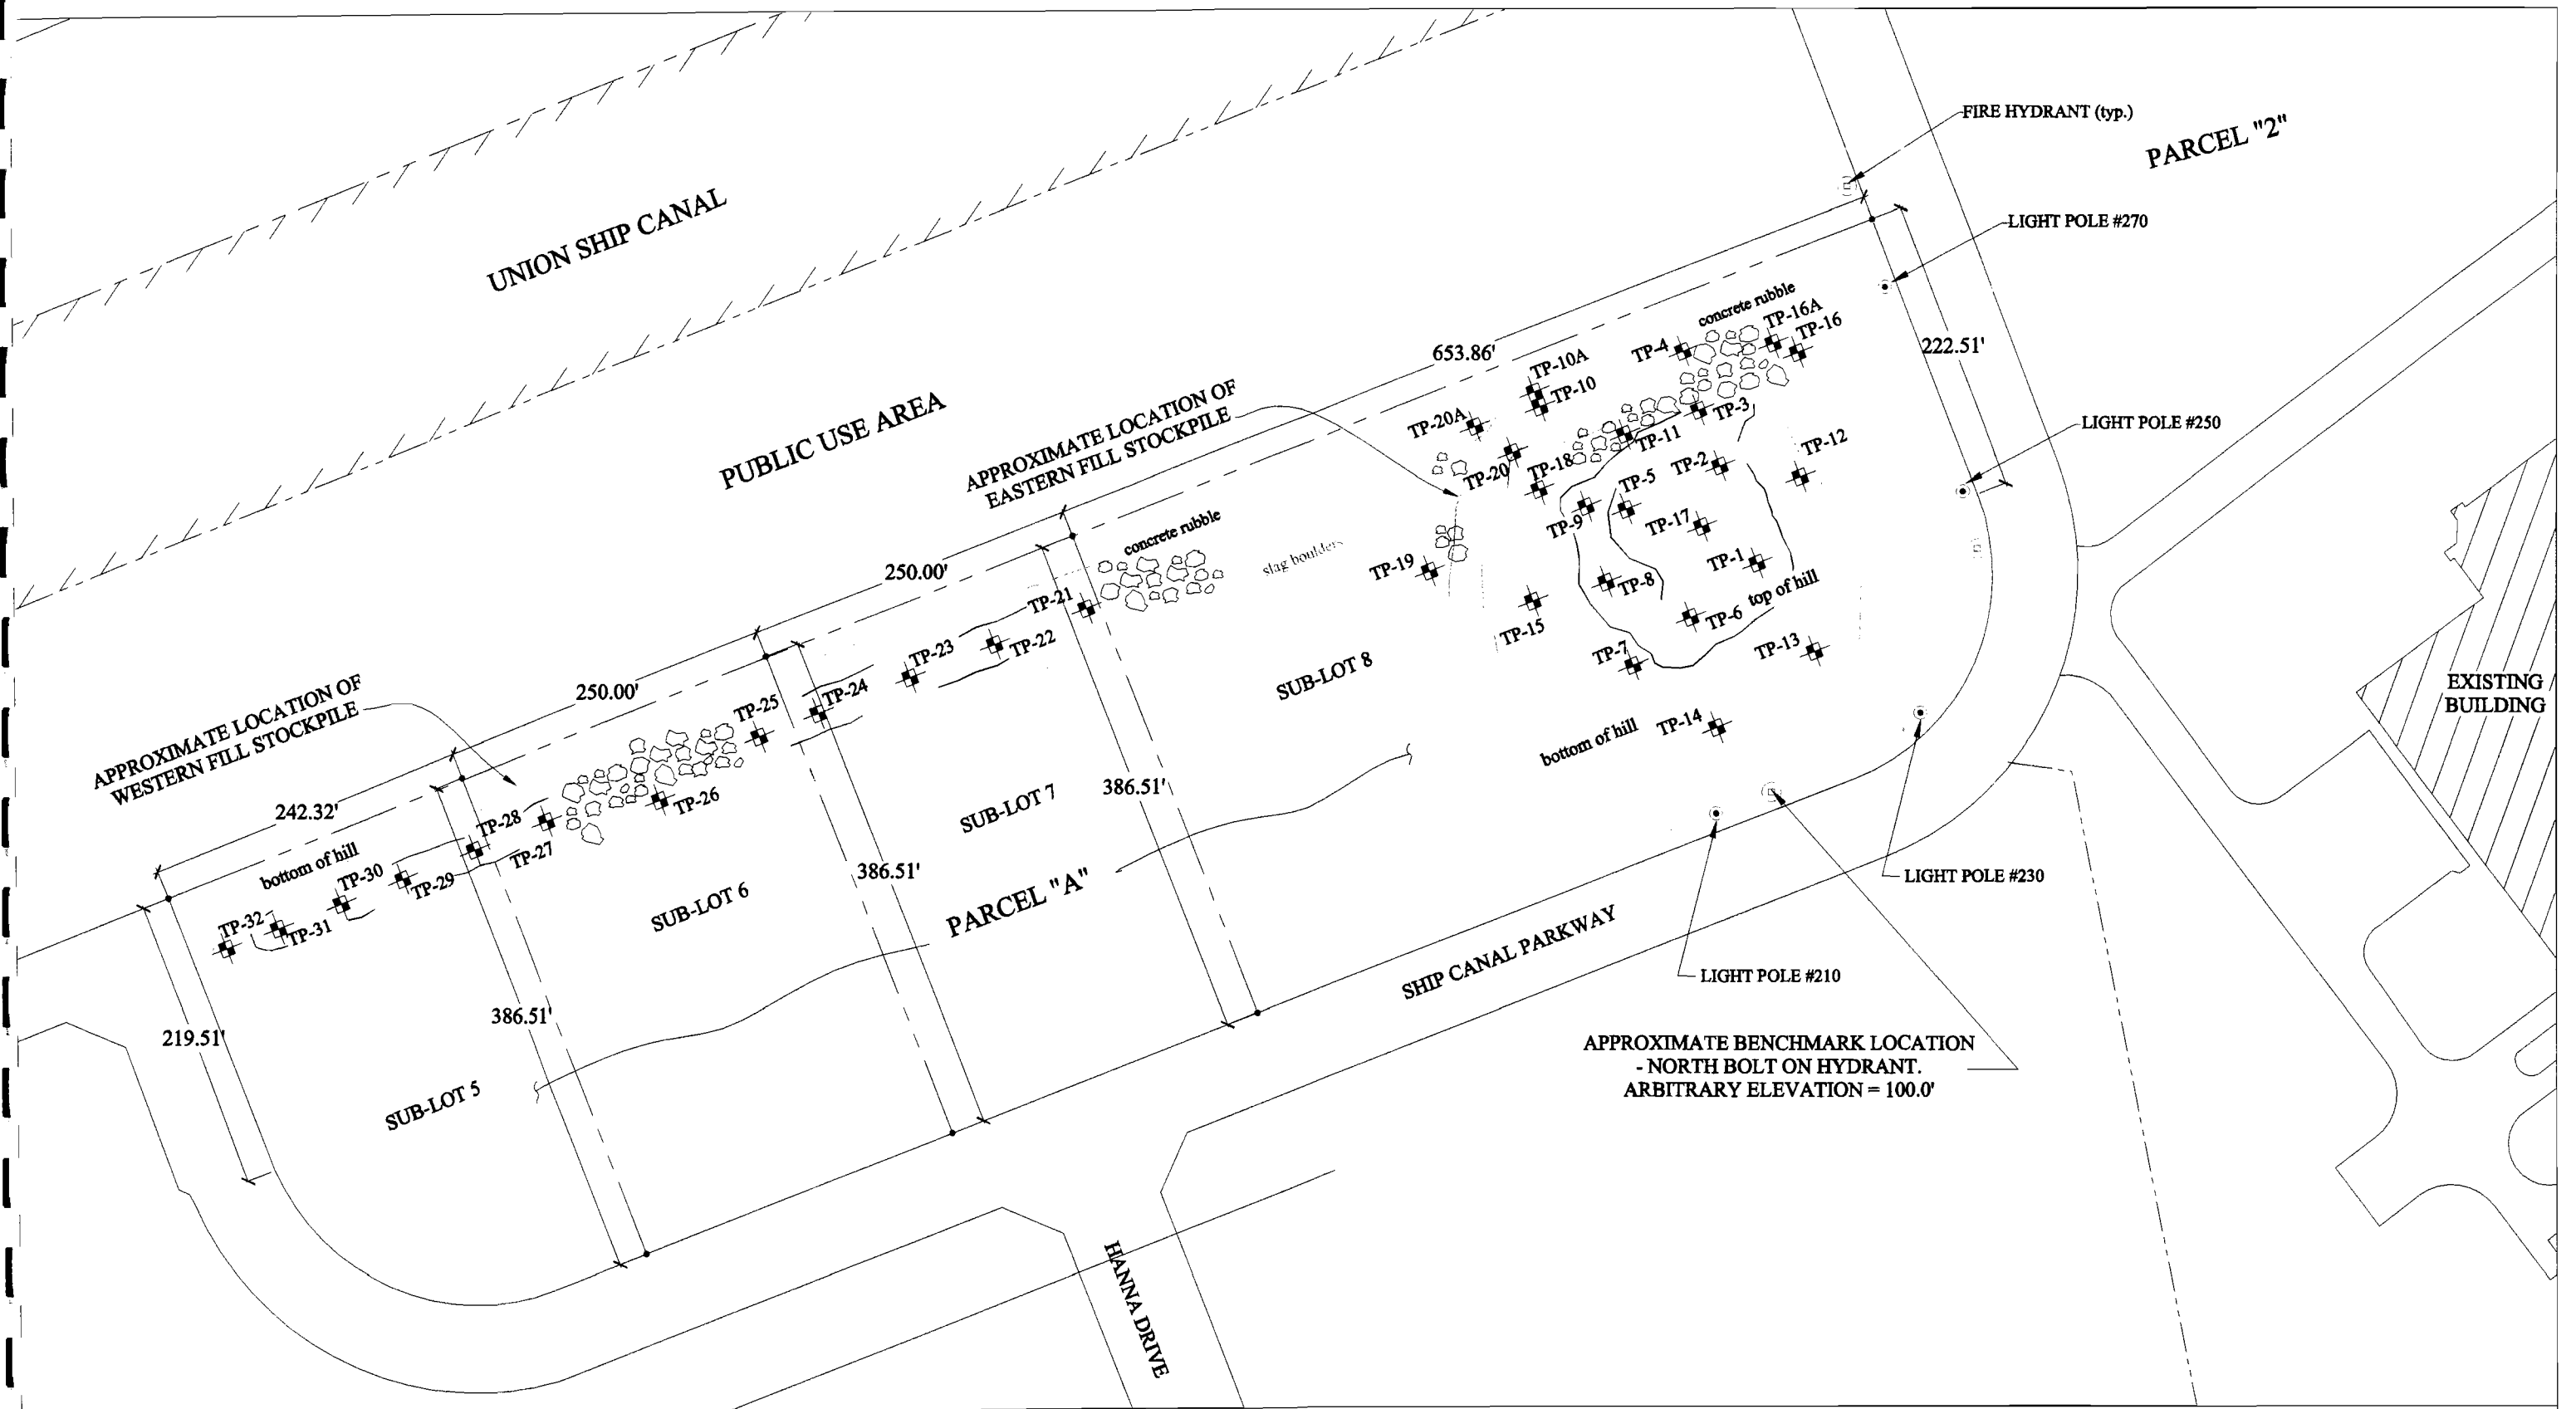 FIRE HYDRANT (typ.)
PARCEL "2"
UNION SHIP CANAL
LIGHT POLE #270
concrete rubble
TP-16A
TP-16
TP-4
222.51'
653.86'
TP-10A
TP-10
APPROXIMATE LOCATION OF
EASTERN FILL STOCKPILE
PUBLIC USE AREA
TP-20A
TP-3
TP-11
LIGHT POLE #250
TP-12
TP-20
TP-18
TP-2
TP-5
TP-9
TP-17
concrete rubble
slag boulders
TP-19
TP-1
250.00'
TP-8
top of hill
TP-21
TP-6
TP-15
TP-22
TP-23
TP-7
TP-13
SUB-LOT 8
APPROXIMATE LOCATION OF
WESTERN FILL STOCKPILE
250.00'
TP-24
TP-25
EXISTING
BUILDING
TP-14
bottom of hill
386.51'
SUB-LOT 7
TP-26
242.32'
TP-28
TP-27
bottom of hill
TP-30
TP-29
386.51'
LIGHT POLE #230
PARCEL "A"
SUB-LOT 6
TP-32
TP-31
SHIP CANAL PARKWAY
LIGHT POLE #210
386.51'
219.51'
APPROXIMATE BENCHMARK LOCATION
- NORTH BOLT ON HYDRANT.
ARBITRARY ELEVATION = 100.0'
SUB-LOT 5
HANNA DRIVE